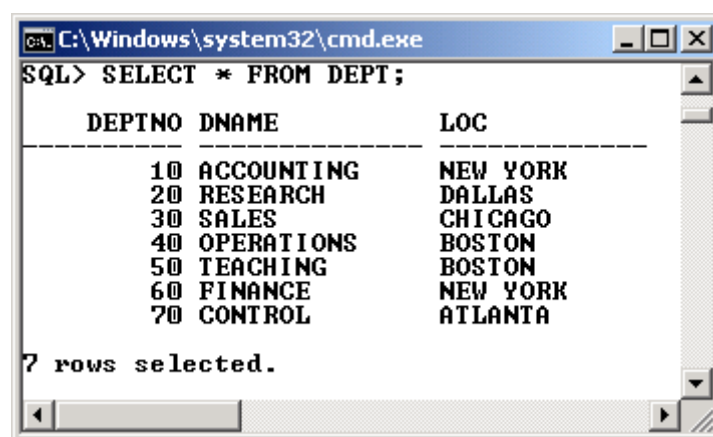 C:\Windows\system32\cmd.exe
SQL> SELECT * FROM DEPT;
DEPTNO DNAME LOC
---------- -------------- -------------
10 ACCOUNTING NEW YORK
20 RESEARCH DALLAS
30 SALES CHICAGO
40 OPERATIONS BOSTON
50 TEACHING BOSTON
60 FINANCE NEW YORK
70 CONTROL ATLANTA
7 rows selected.